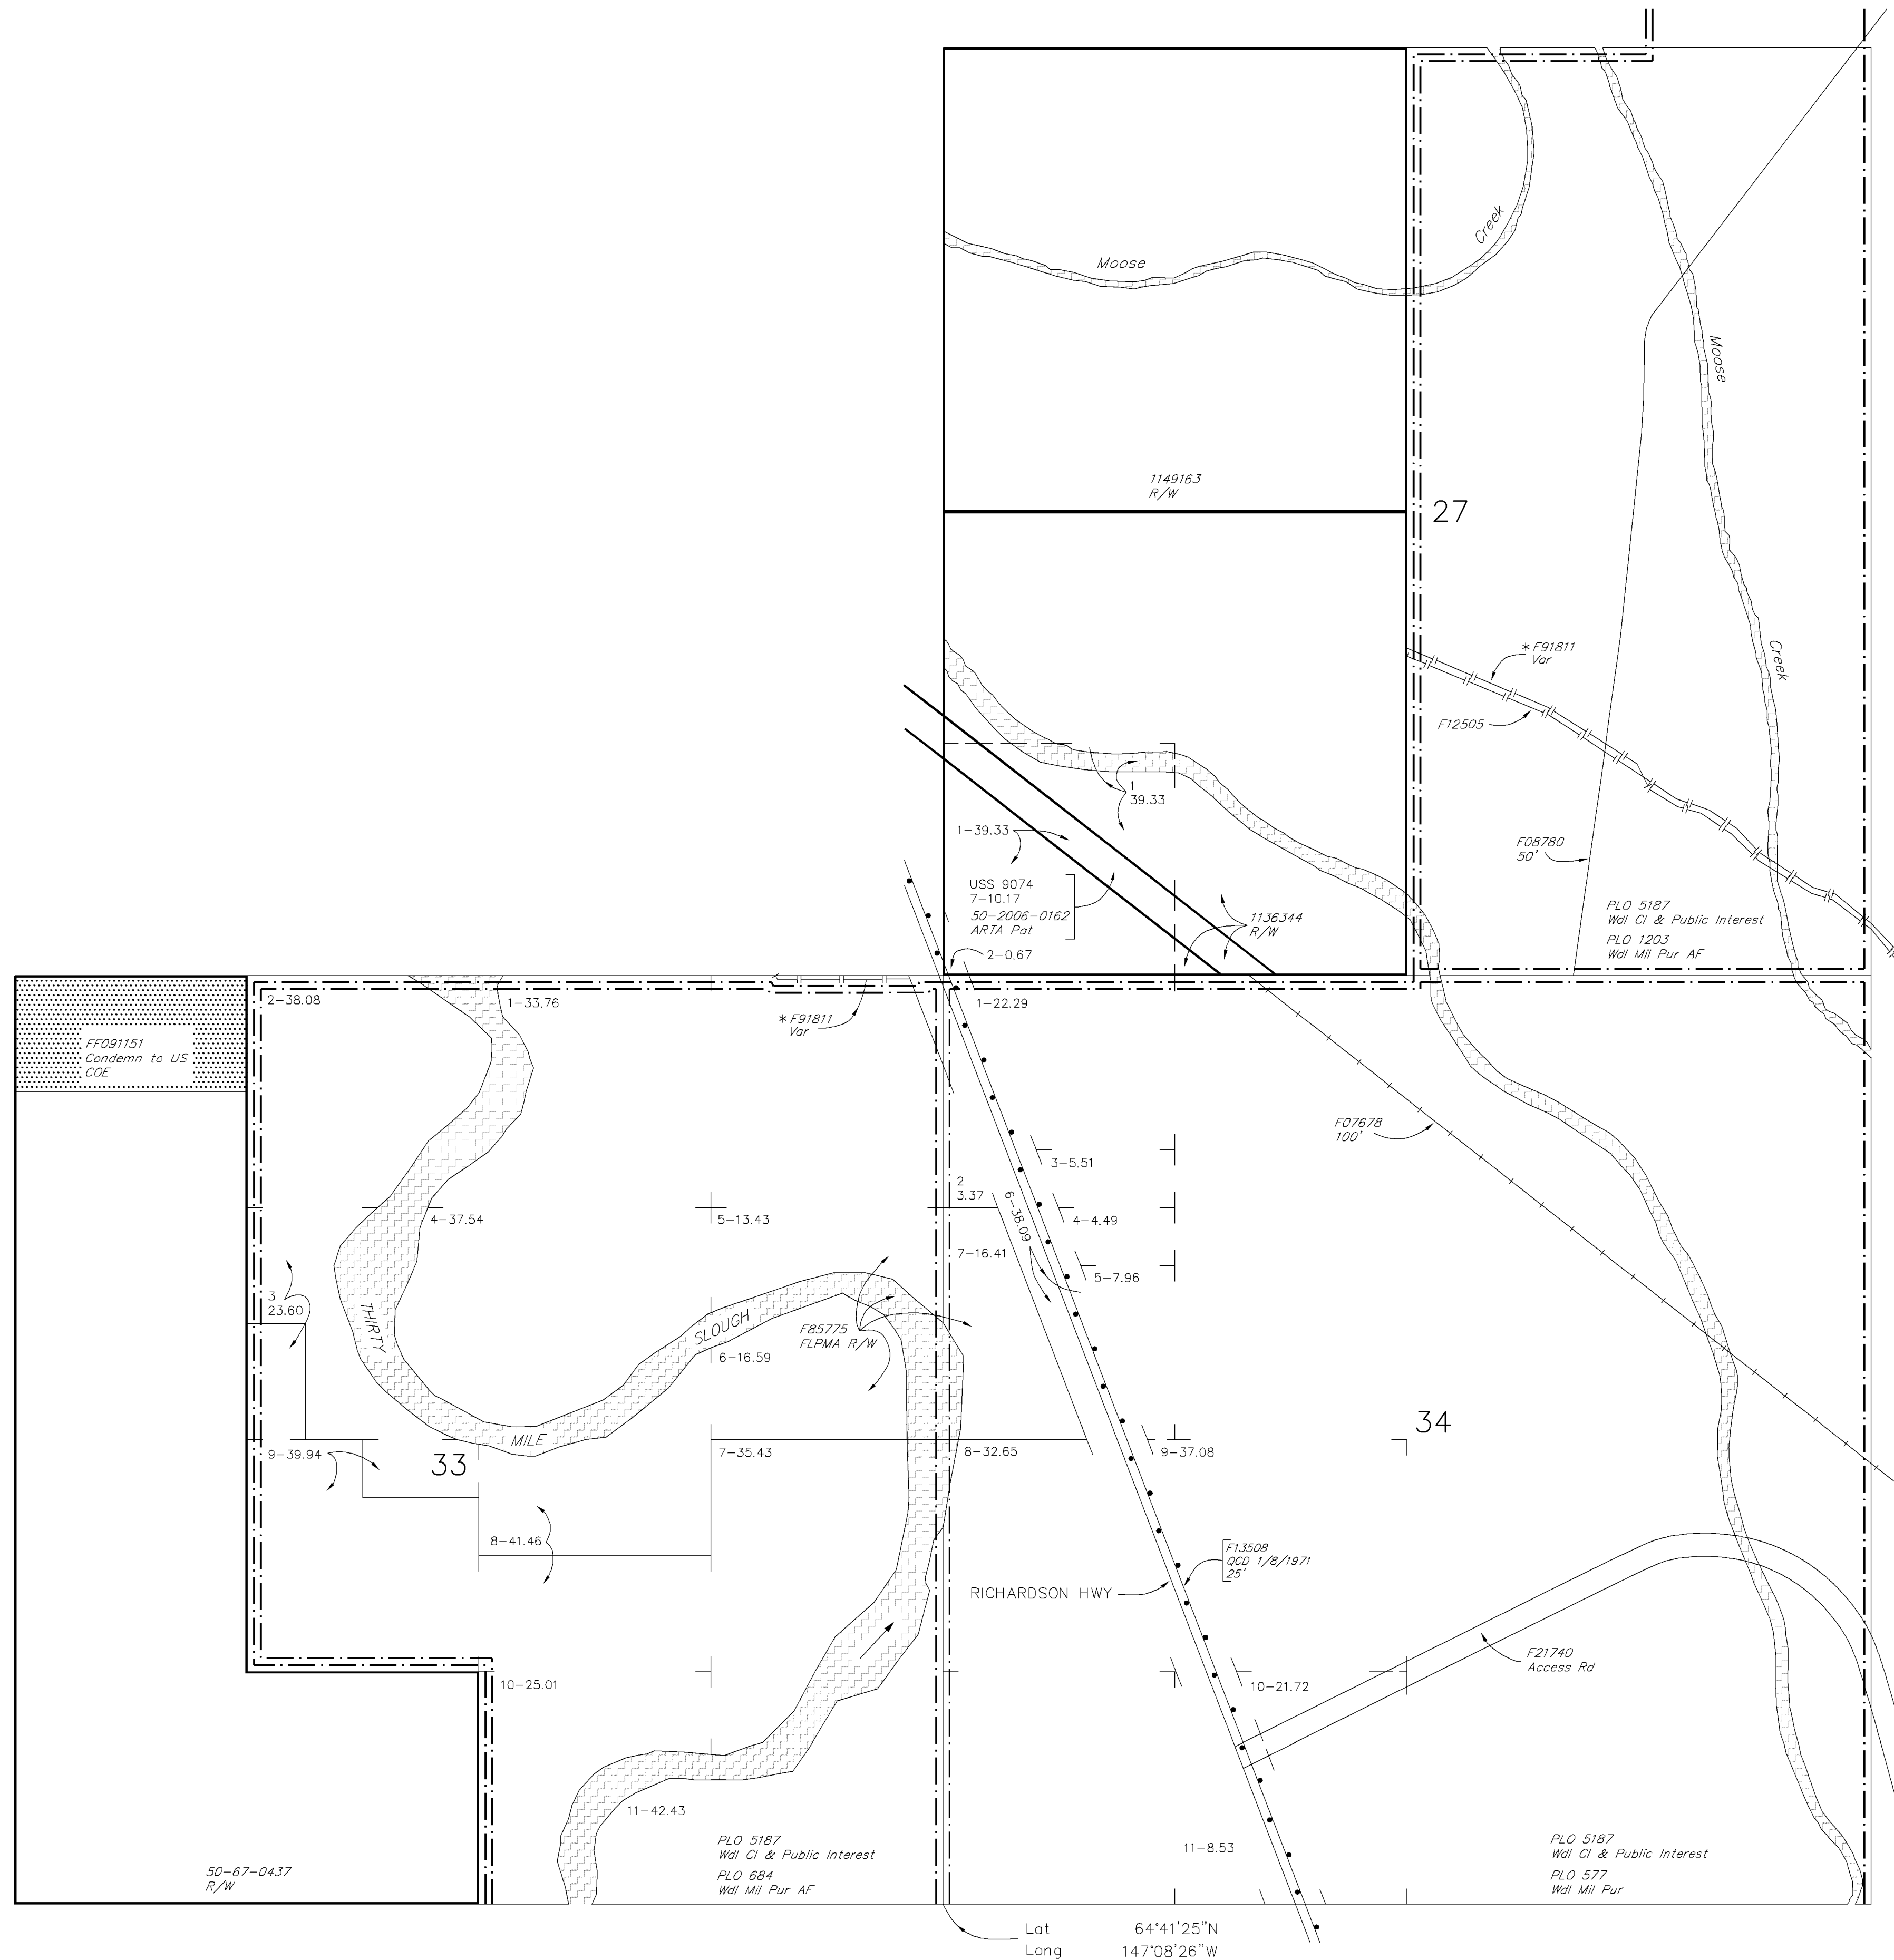 Creek
Moose
Moose
1149163
R/W
27
Creek
* F91811
Var
F12505
1
39.33
1-39.33
F08780
50'
USS 9074
7-10.17
50-2006-0162
ARTA Pat
1136344
R/W
PLO 5187
Wdl Cl & Public Interest
PLO 1203
Wdl Mil Pur AF
2-0.67
2-38.08
1-33.76
* F91811
Var
1-22.29
FF091151
Condemn to US
COE
F07678
100'
3-5.51
2
3.37
6-38.09
4-37.54
5-13.43
4-4.49
7-16.41
5-7.96
3
23.60
THIRTY
SLOUGH
F85775
FLPMA R/W
6-16.59
MILE
34
9-39.94
33
7-35.43
8-32.65
9-37.08
8-41.46
F13508
QCD 1/8/1971
25'
RICHARDSON HWY
F21740
Access Rd
10-25.01
10-21.72
11-42.43
11-8.53
PLO 5187
Wdl Cl & Public Interest
PLO 684
Wdl Mil Pur AF
PLO 5187
Wdl Cl & Public Interest
PLO 577
Wdl Mil Pur
50-67-0437
R/W
Lat 64°41'25"N
Long 147°08'26"W